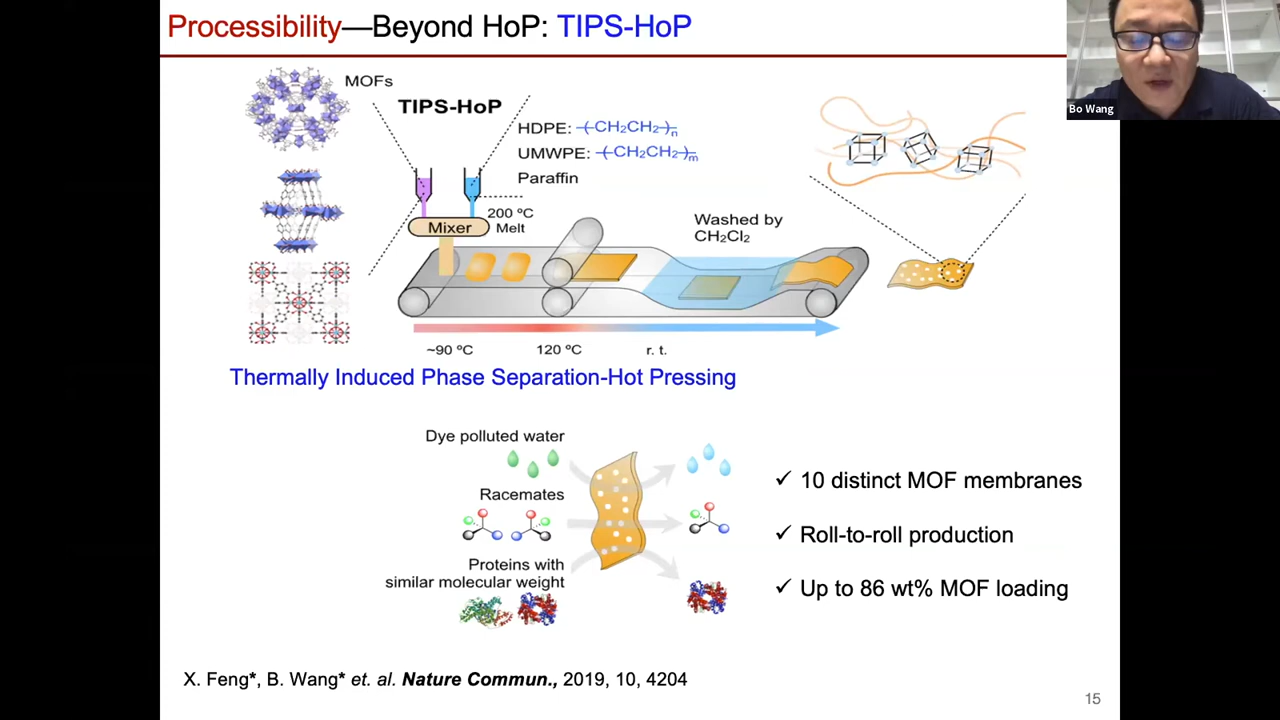 Processibility—Beyond HoP: TIPS-HoP
Bo Wang
MOFs
TIPS-HoP
HDPE: -(-CH2CH2-)-n
UMWPE: -(-CH2CH2-)-m
Paraffin
200 ºC
Melt
Mixer
Washed by
CH2Cl2
~90 ºC
120 ºC
r. t.
Thermally Induced Phase Separation-Hot Pressing
Dye polluted water
Racemates
Proteins with
similar molecular weight
✓ 10 distinct MOF membranes
✓ Roll-to-roll production
✓ Up to 86 wt% MOF loading
X. Feng*, B. Wang* et. al. Nature Commun., 2019, 10, 4204
15